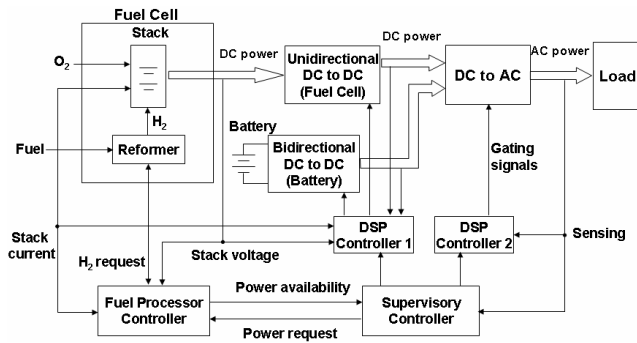 Fuel Cell
Stack
O2
DC power
Unidirectional
DC to DC
(Fuel Cell)
DC power
DC to AC
AC power
Load
H2
Fuel
Reformer
Battery
Bidirectional
DC to DC
(Battery)
Gating
signals
Stack
current
H2 request
Stack voltage
DSP
Controller 1
DSP
Controller 2
Sensing
Fuel Processor
Controller
Power availability
Power request
Supervisory
Controller